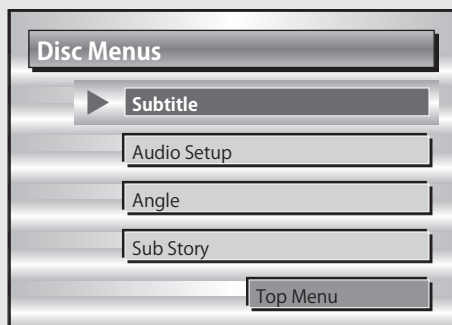 Disc Menus
Subtitle
Audio Setup
Angle
Sub Story
Top Menu